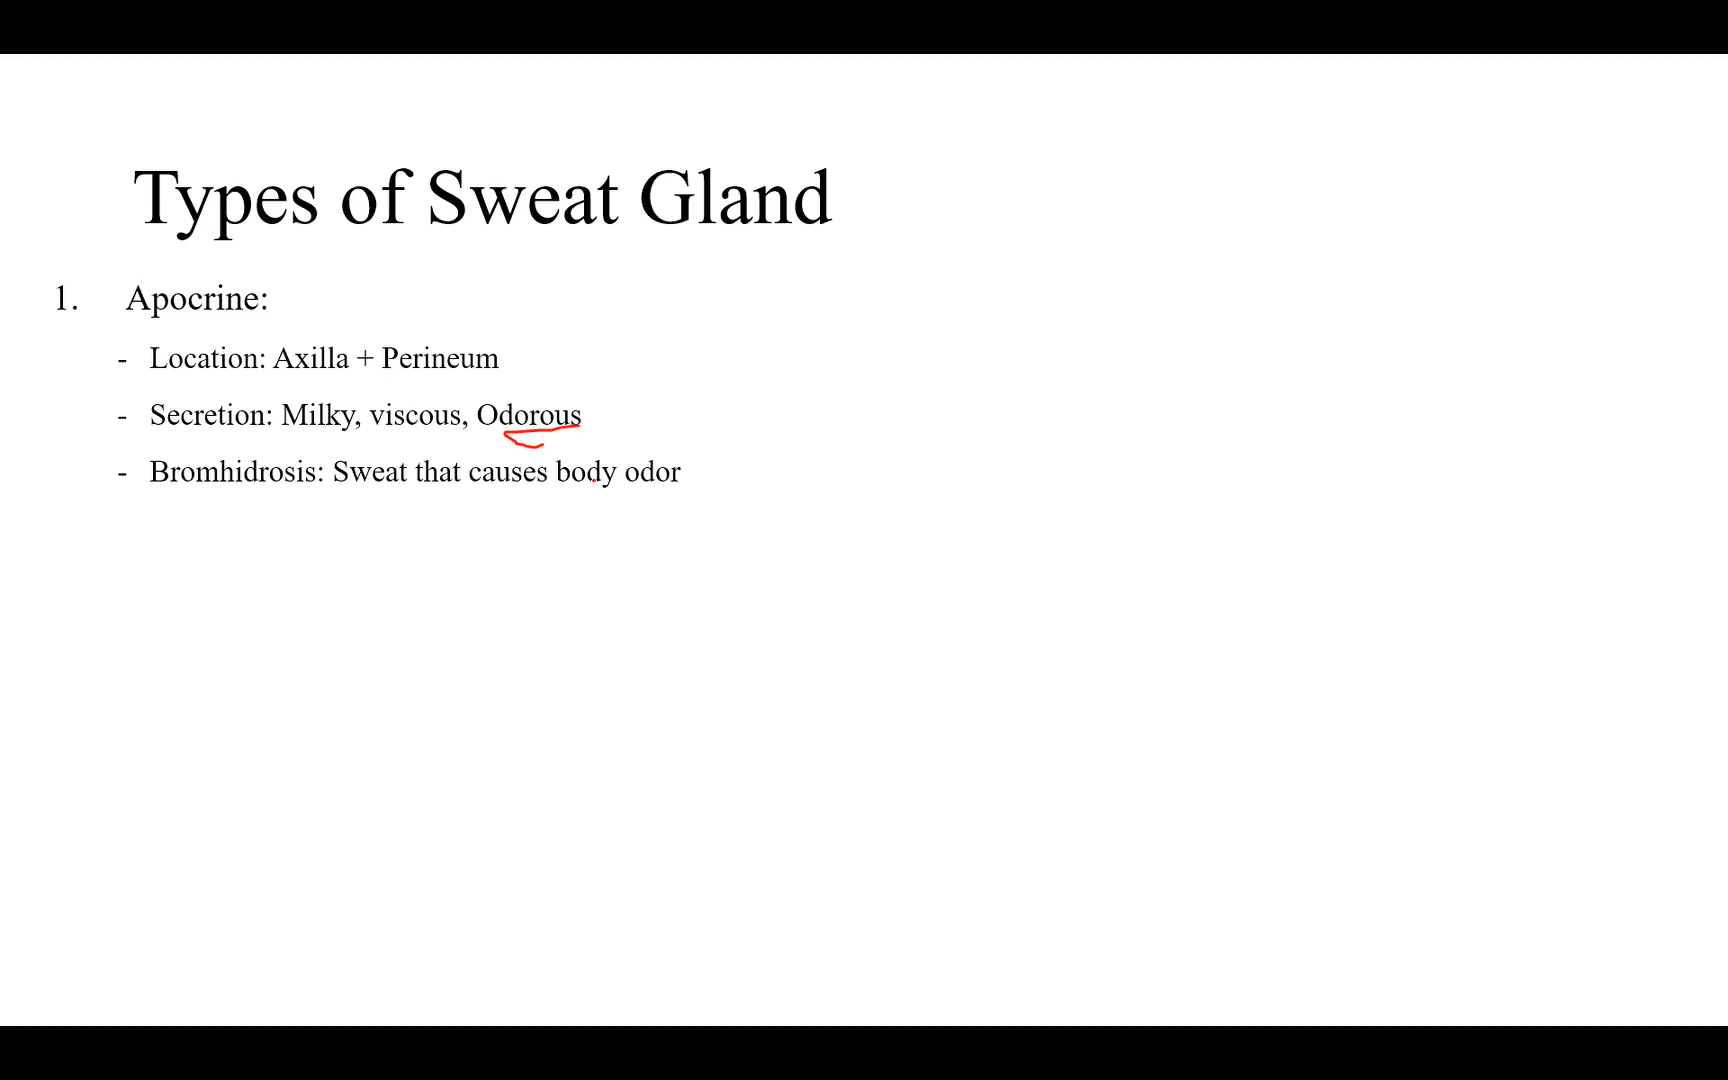 Types of Sweat Gland
1. Apocrine:
- Location: Axilla + Perineum
- Secretion: Milky, viscous, Odorous
- Bromhidrosis: Sweat that causes body odor